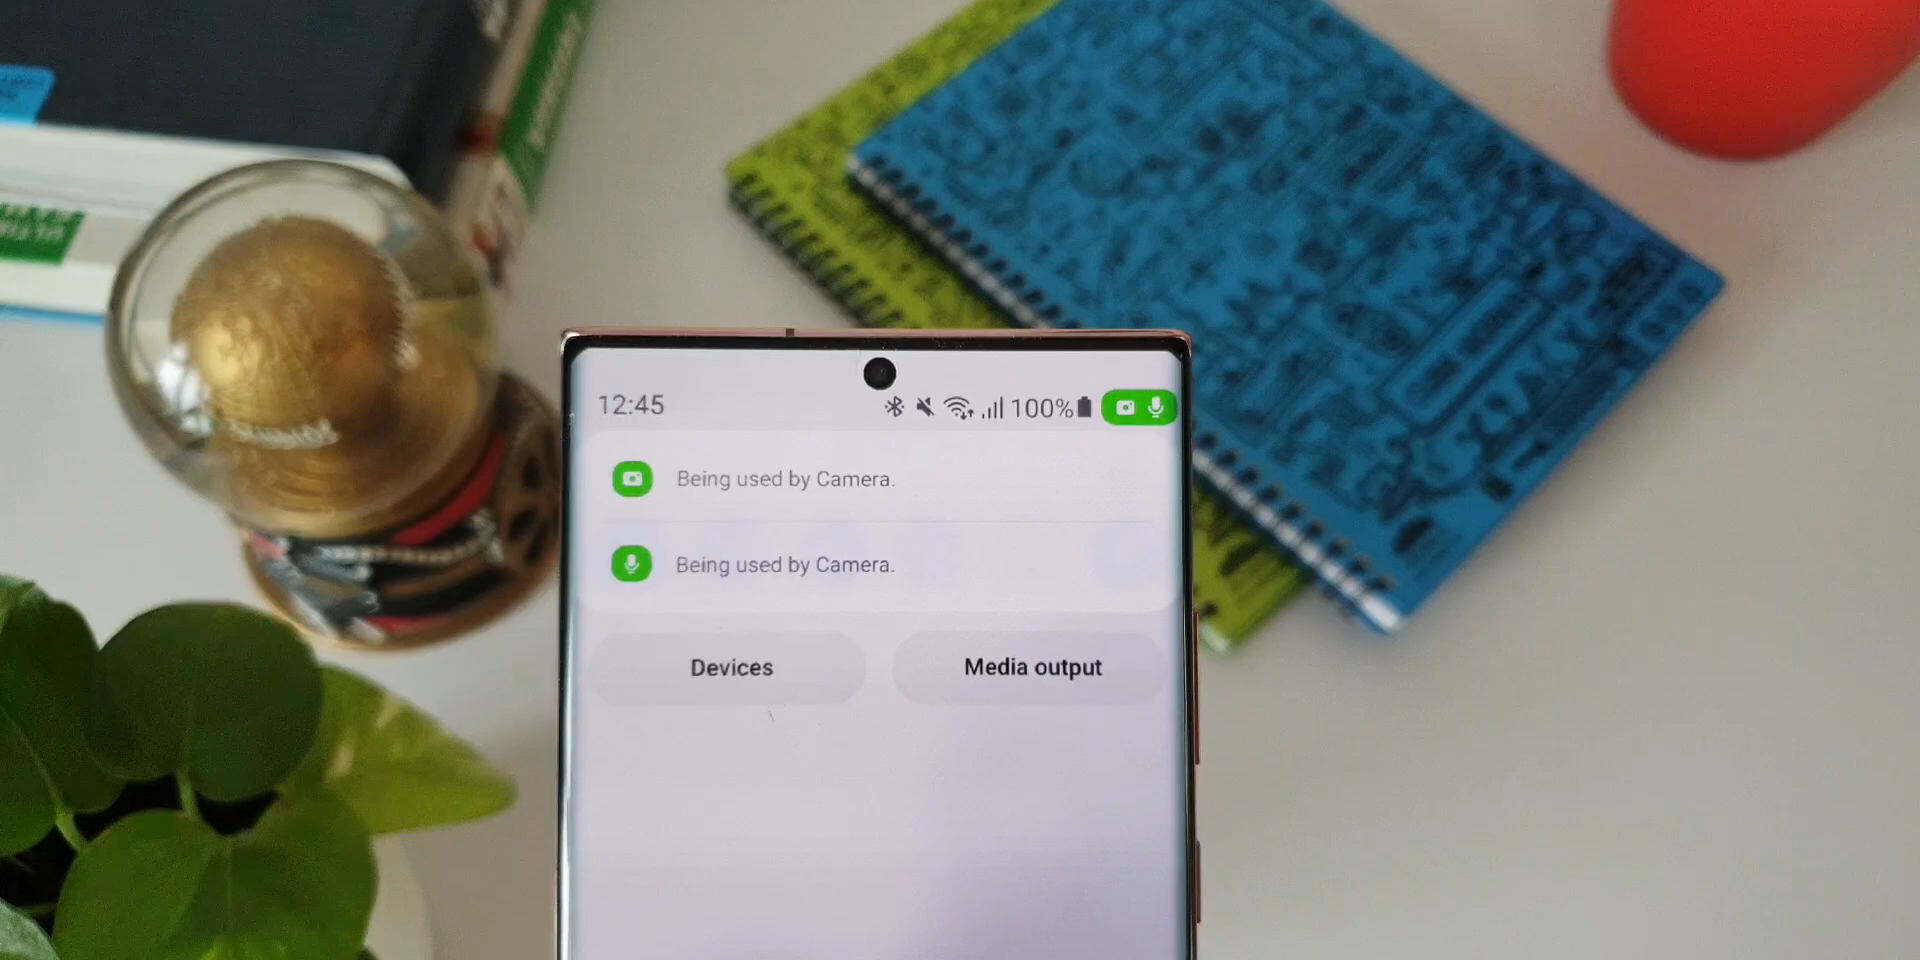 12:45
100%
Being used by Camera.
Being used by Camera.
Devices
Media output